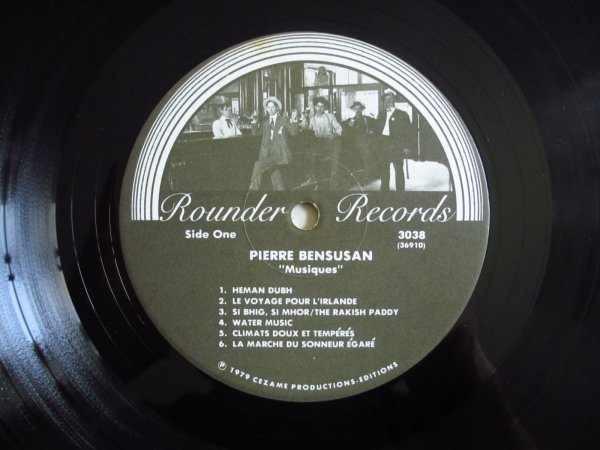 Rounder Records
Side One 3038
(36910)
PIERRE BENSUSAN
"Musiques"
1. HEMAN DUBH
2. LE VOYAGE POUR L'IRLANDE
3. SI BHIG, SI MHOR/THE RAKISH PADDY
4. WATER MUSIC
5. CLIMATS DOUX ET TEMPÉRÉS
6. LA MARCHE DU SONNEUR ÉGARÉ
℗ 1979 CEZAME PRODUCTIONS-EDITIONS